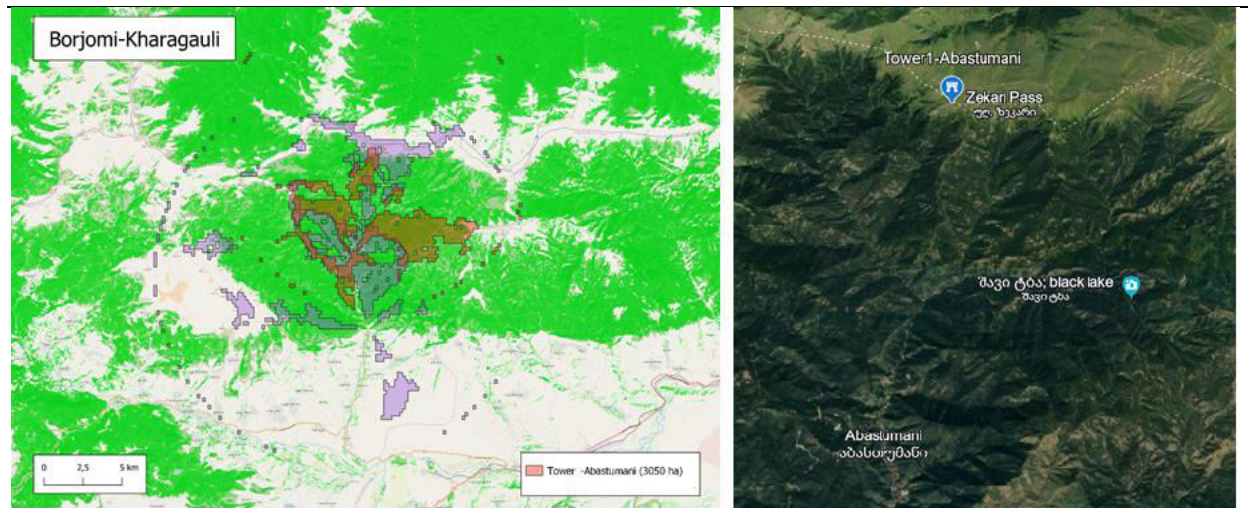 Borjomi-Kharagauli
0 2,5 5 km
Tower -Abastumani (3050 ha)
Tower1-Abastumani
Zekari Pass
უღ. ზეკარი
შავი ტბა; black lake
შავი ტბა
Abastumani
აბასთუმანი